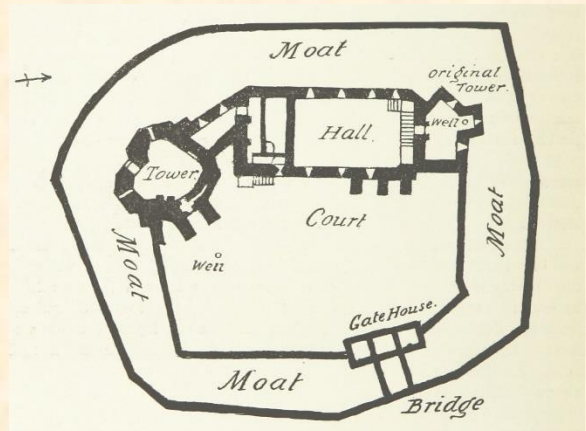 Moat
original
Tower.
Well
Hall.
Tower.
Court
Moat
Moat
Well
Gate House.
Moat
Bridge